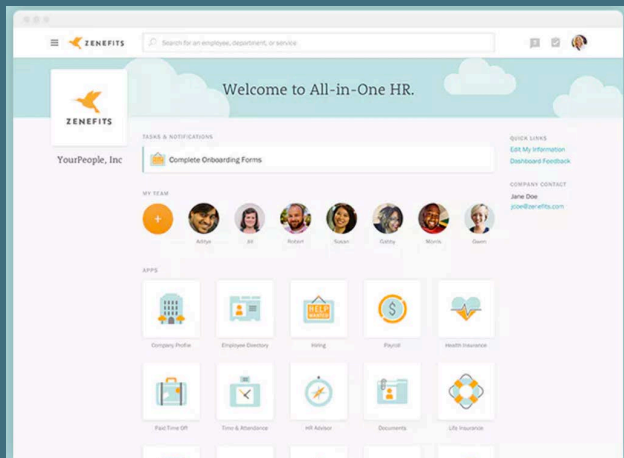 ZENEFITS
Search for an employee, department, or service
ZENEFITS
YourPeople, Inc
Welcome to All-in-One HR.
TASKS & NOTIFICATIONS
Complete Onboarding Forms
MY TEAM
Aditya
Jill
Robert
Susan
Gabby
Morris
Gwen
APPS
HELP WANTED
Company Profile
Employee Directory
Hiring
Payroll
Health Insurance
Paid Time Off
Time & Attendance
HR Advisor
Documents
Life Insurance
QUICK LINKS
Edit My Information
Dashboard Feedback
COMPANY CONTACT
Jane Doe
jdoe@zenefits.com